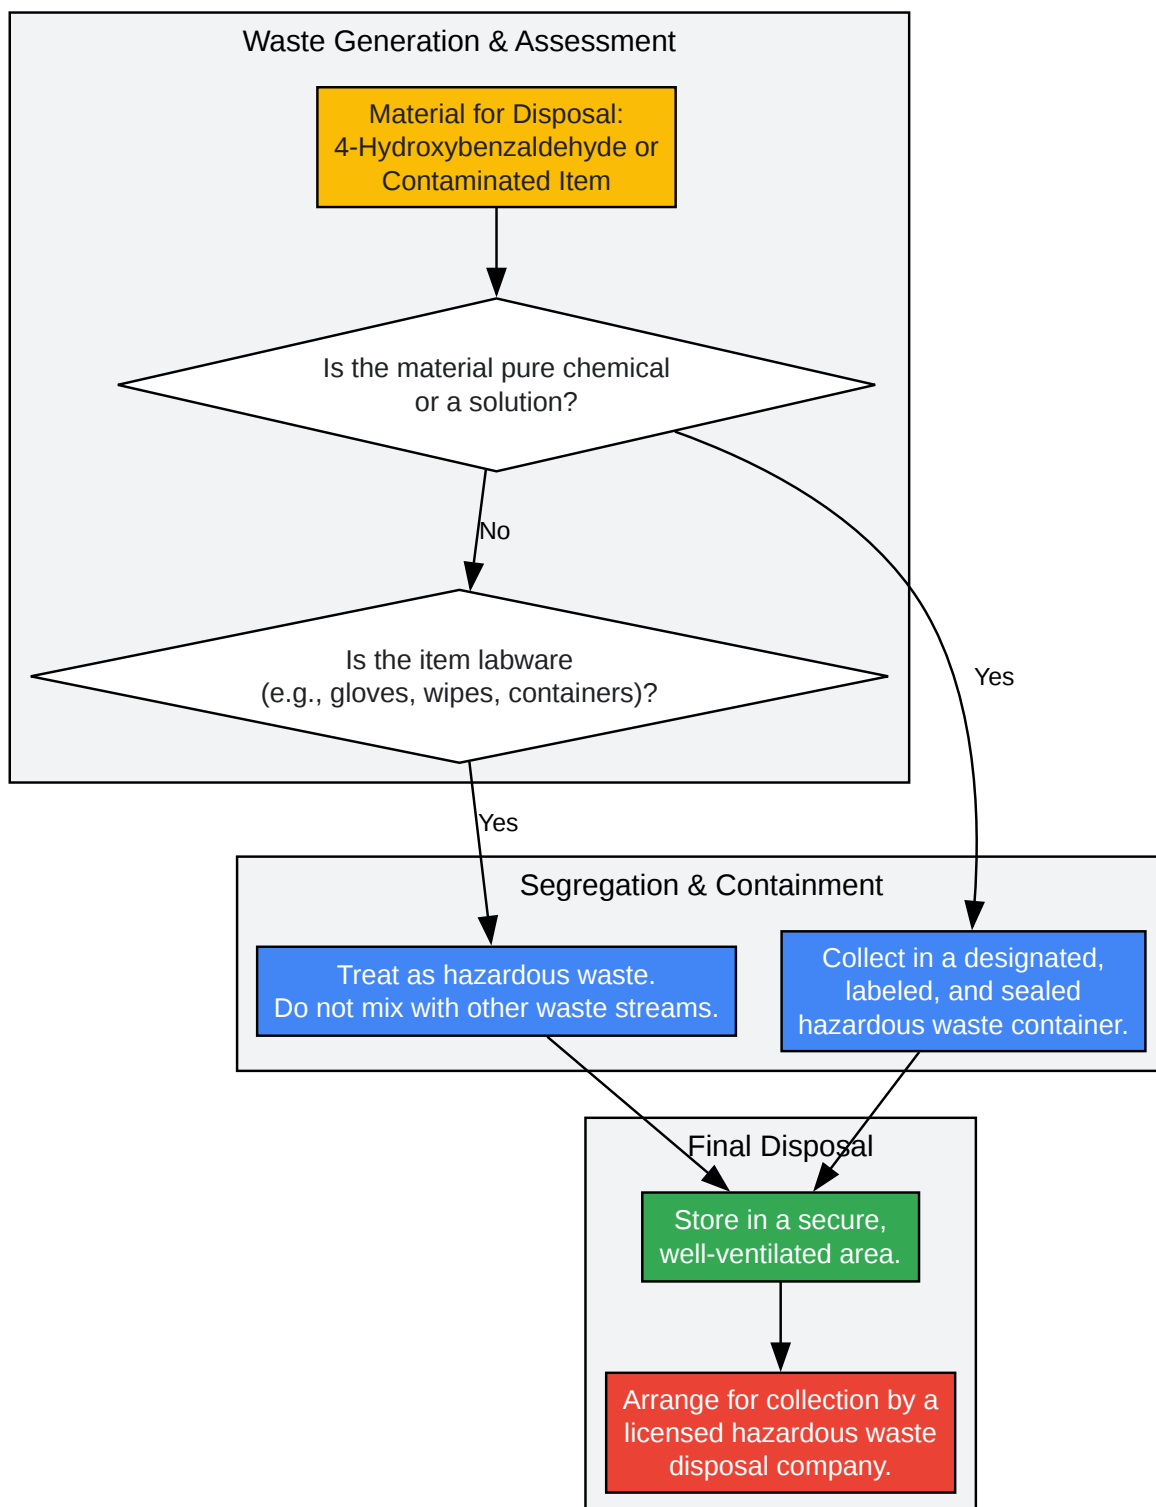 Waste Generation & Assessment
Material for Disposal:
4-Hydroxybenzaldehyde or
Contaminated Item
Is the material pure chemical
or a solution?
No
Is the item labware
(e.g., gloves, wipes, containers)?
Yes
Yes
Segregation & Containment
Treat as hazardous waste.
Do not mix with other waste streams.
Collect in a designated,
labeled, and sealed
hazardous waste container.
Final Disposal
Store in a secure,
well-ventilated area.
Arrange for collection by a
licensed hazardous waste
disposal company.